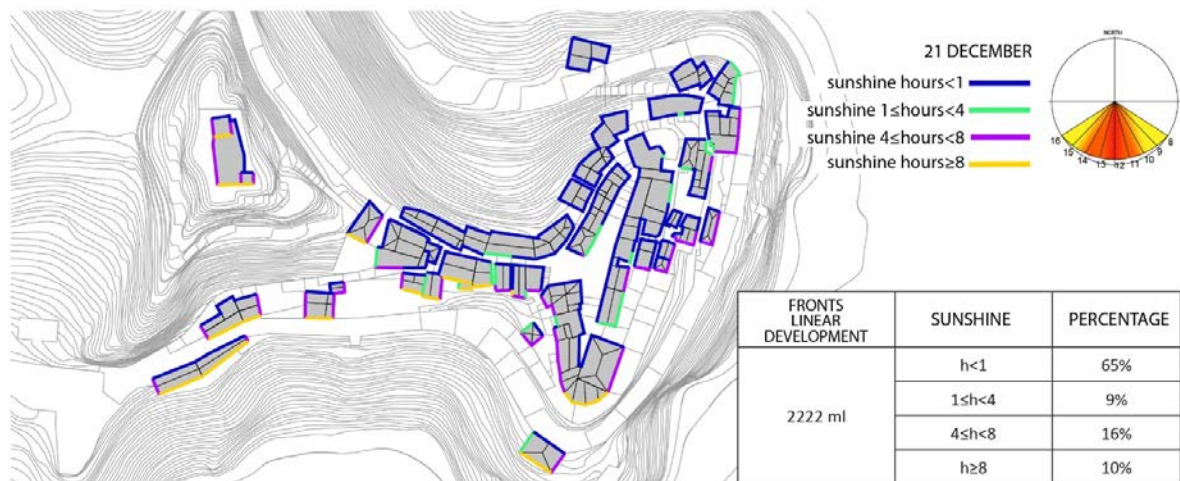 21 DECEMBER
sunshine hours<1
sunshine 1≤hours<4
sunshine 4≤hours<8
sunshine hours≥8
NORTH
16
15
14
13
12
11
10
9
8
FRONTS
LINEAR
DEVELOPMENT
SUNSHINE
PERCENTAGE
2222 ml
h<1
65%
1≤h<4
9%
4≤h<8
16%
h≥8
10%